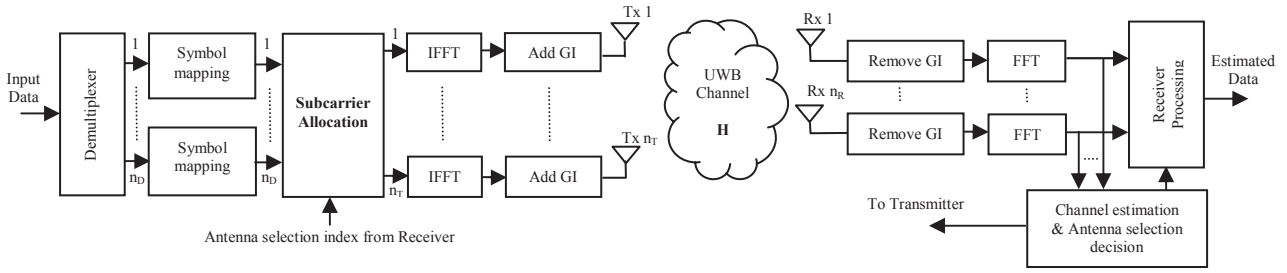 Input
Data
Demultiplexer
1
n_D
Symbol
mapping
Symbol
mapping
1
n_D
Subcarrier
Allocation
Antenna selection index from Receiver
1
n_T
IFFT
IFFT
Add GI
Add GI
Tx 1
Tx n_T
UWB
Channel
H
Rx 1
Rx n_R
Remove GI
Remove GI
FFT
FFT
Receiver
Processing
Estimated
Data
To Transmitter
Channel estimation
& Antenna selection
decision